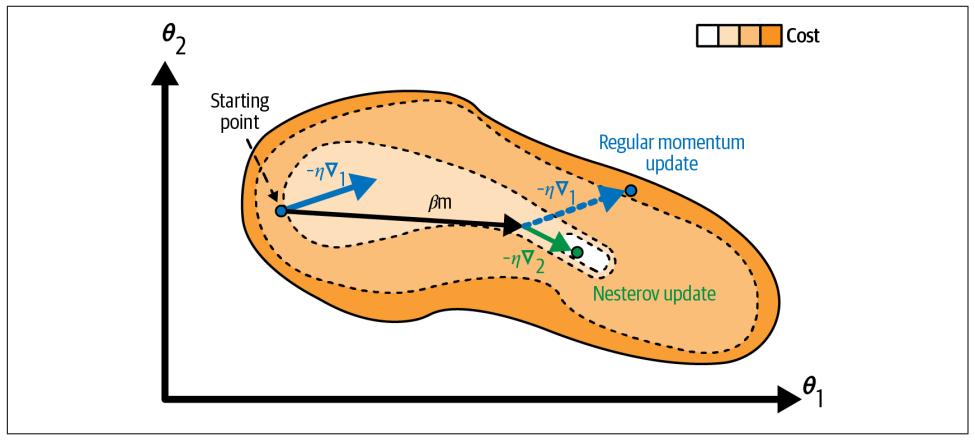 θ2
Cost
Starting
point
Regular momentum
update
-η∇1
-η∇1
βm
-η∇2
Nesterov update
θ1